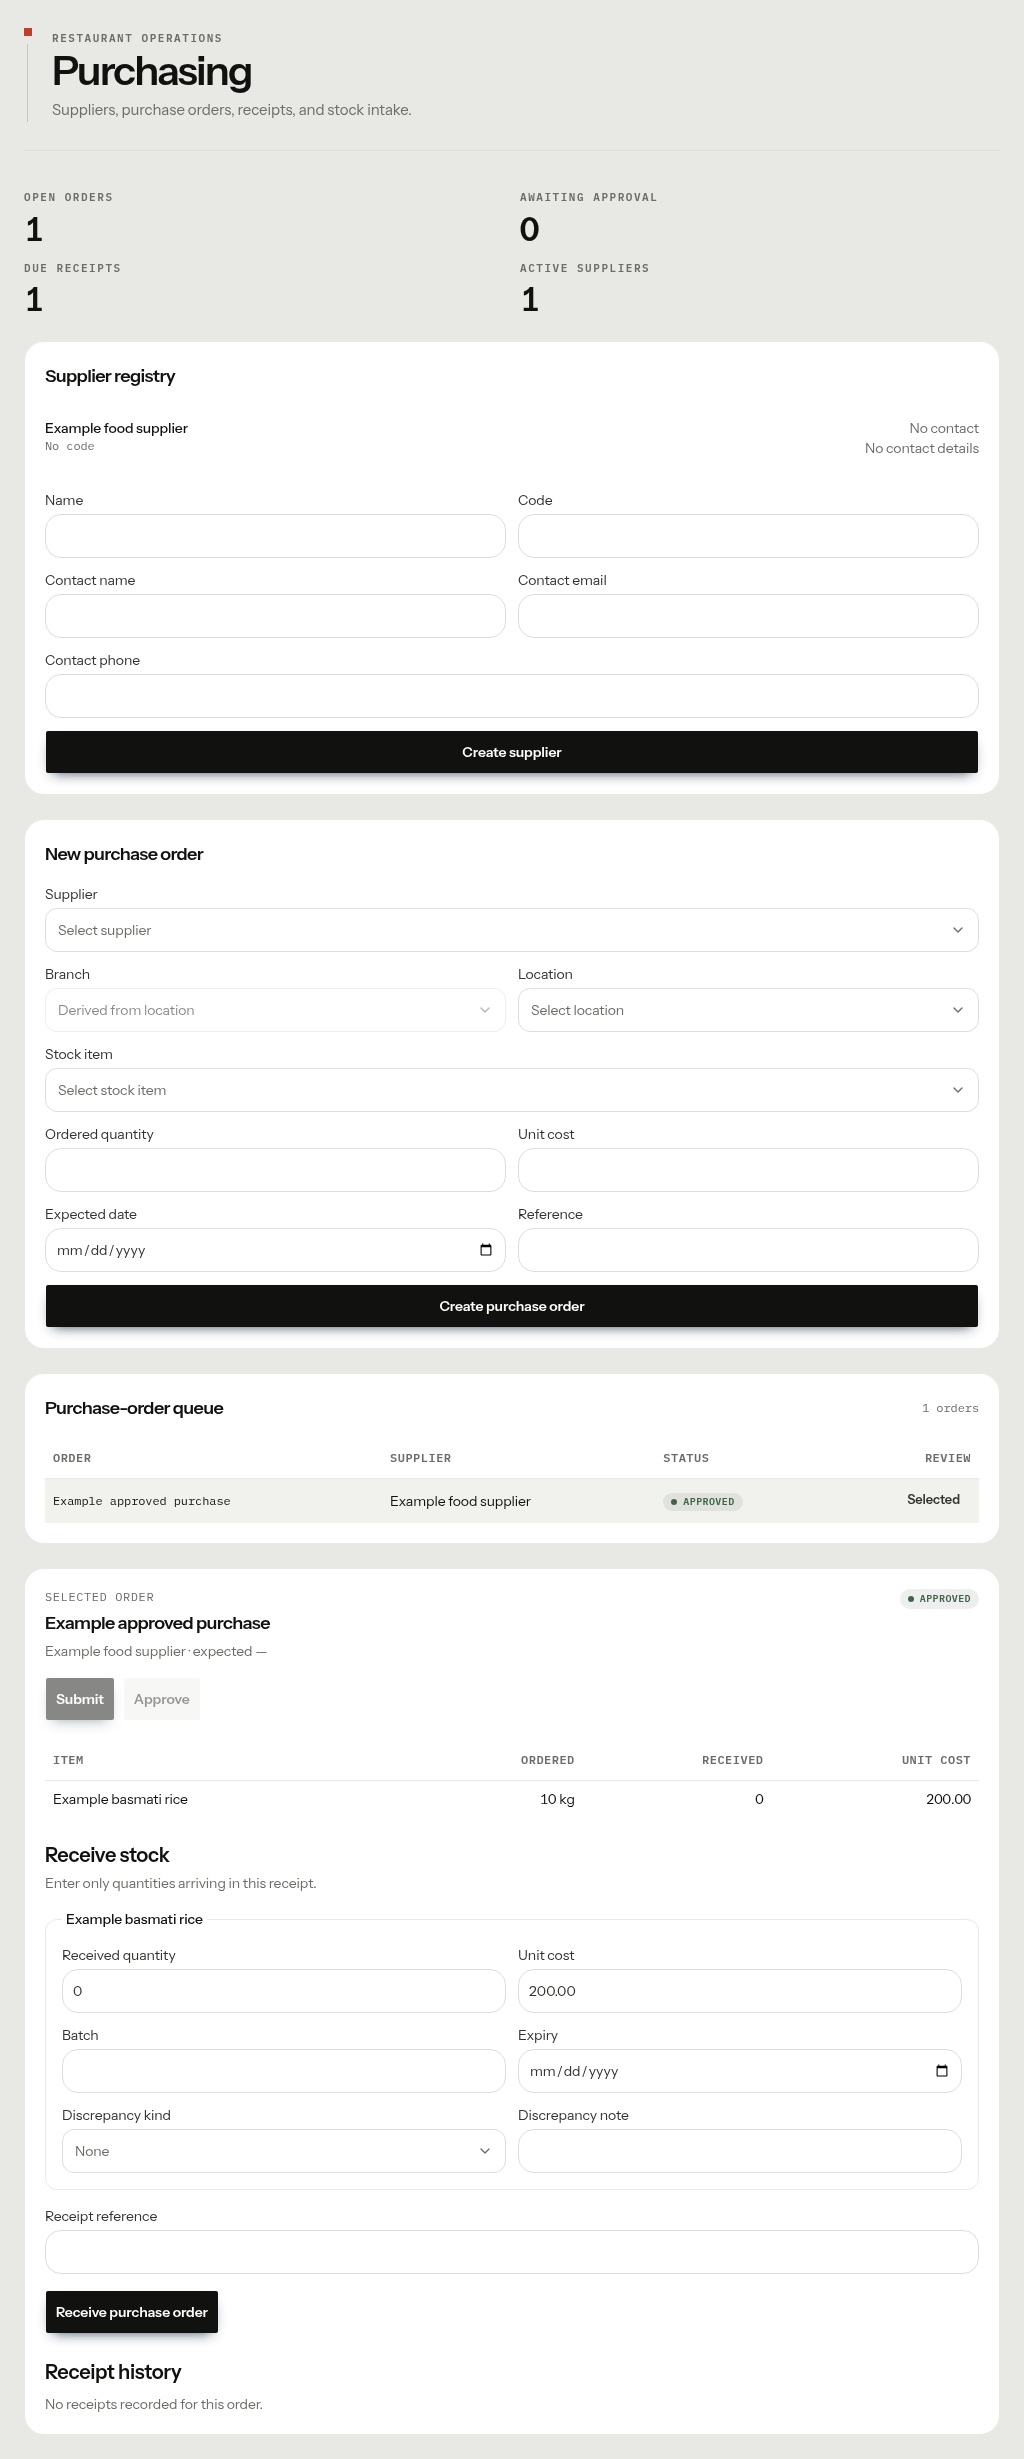 RESTAURANT OPERATIONS
Purchasing
Suppliers, purchase orders, receipts, and stock intake.
OPEN ORDERS
1
AWAITING APPROVAL
0
DUE RECEIPTS
1
ACTIVE SUPPLIERS
1
Supplier registry
Example food supplier
No code
No contact
No contact details
Name
Code
Contact name
Contact email
Contact phone
Create supplier
New purchase order
Supplier
Select supplier
Branch
Derived from location
Location
Select location
Stock item
Select stock item
Ordered quantity
Unit cost
Expected date
mm/dd/yyyy
Reference
Create purchase order
Purchase-order queue
1 orders
ORDER SUPPLIER STATUS REVIEW
Example approved purchase Example food supplier APPROVED Selected
SELECTED ORDER
APPROVED
Example approved purchase
Example food supplier · expected —
Submit Approve
ITEM ORDERED RECEIVED UNIT COST
Example basmati rice 10 kg 0 200.00
Receive stock
Enter only quantities arriving in this receipt.
Example basmati rice
Received quantity
0
Unit cost
200.00
Batch
Expiry
mm/dd/yyyy
Discrepancy kind
None
Discrepancy note
Receipt reference
Receive purchase order
Receipt history
No receipts recorded for this order.